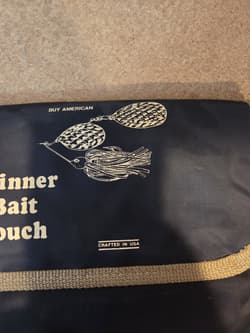 BUY AMERICAN
inner
Bait
ouch
CRAFTED IN USA